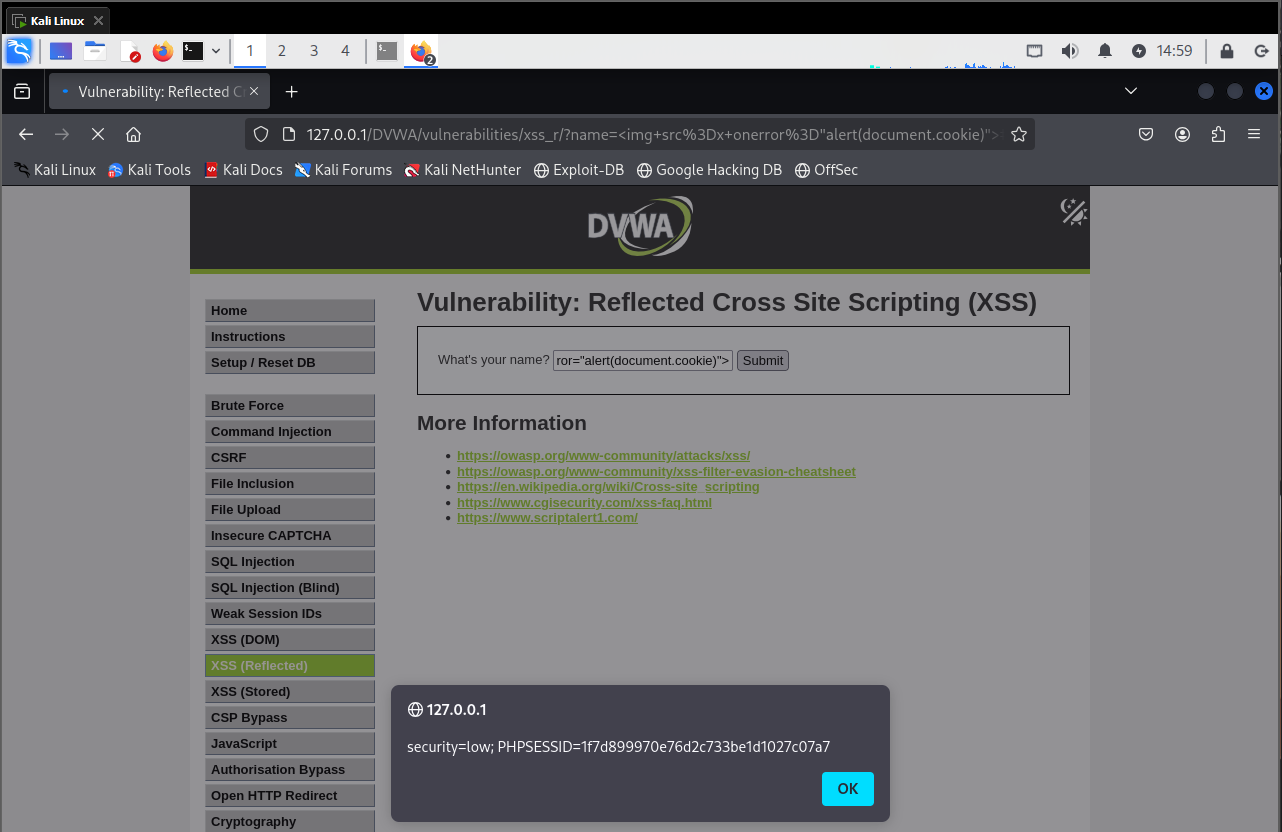 Kali Linux
1 2 3 4
2
14:59
Vulnerability: Reflected C
127.0.0.1/DVWA/vulnerabilities/xss_r/?name=<img+src%3Dx+onerror%3D"alert(document.cookie)">
Kali Linux Kali Tools Kali Docs Kali Forums Kali NetHunter Exploit-DB Google Hacking DB OffSec
DVWA
Home
Instructions
Setup / Reset DB
Brute Force
Command Injection
CSRF
File Inclusion
File Upload
Insecure CAPTCHA
SQL Injection
SQL Injection (Blind)
Weak Session IDs
XSS (DOM)
XSS (Reflected)
XSS (Stored)
CSP Bypass
JavaScript
Authorisation Bypass
Open HTTP Redirect
Cryptography
Vulnerability: Reflected Cross Site Scripting (XSS)
What's your name? ror="alert(document.cookie)"> Submit
More Information
https://owasp.org/www-community/attacks/xss/
https://owasp.org/www-community/xss-filter-evasion-cheatsheet
https://en.wikipedia.org/wiki/Cross-site_scripting
https://www.cgisecurity.com/xss-faq.html
https://www.scriptalert1.com/
127.0.0.1
security=low; PHPSESSID=1f7d899970e76d2c733be1d1027c07a7
OK